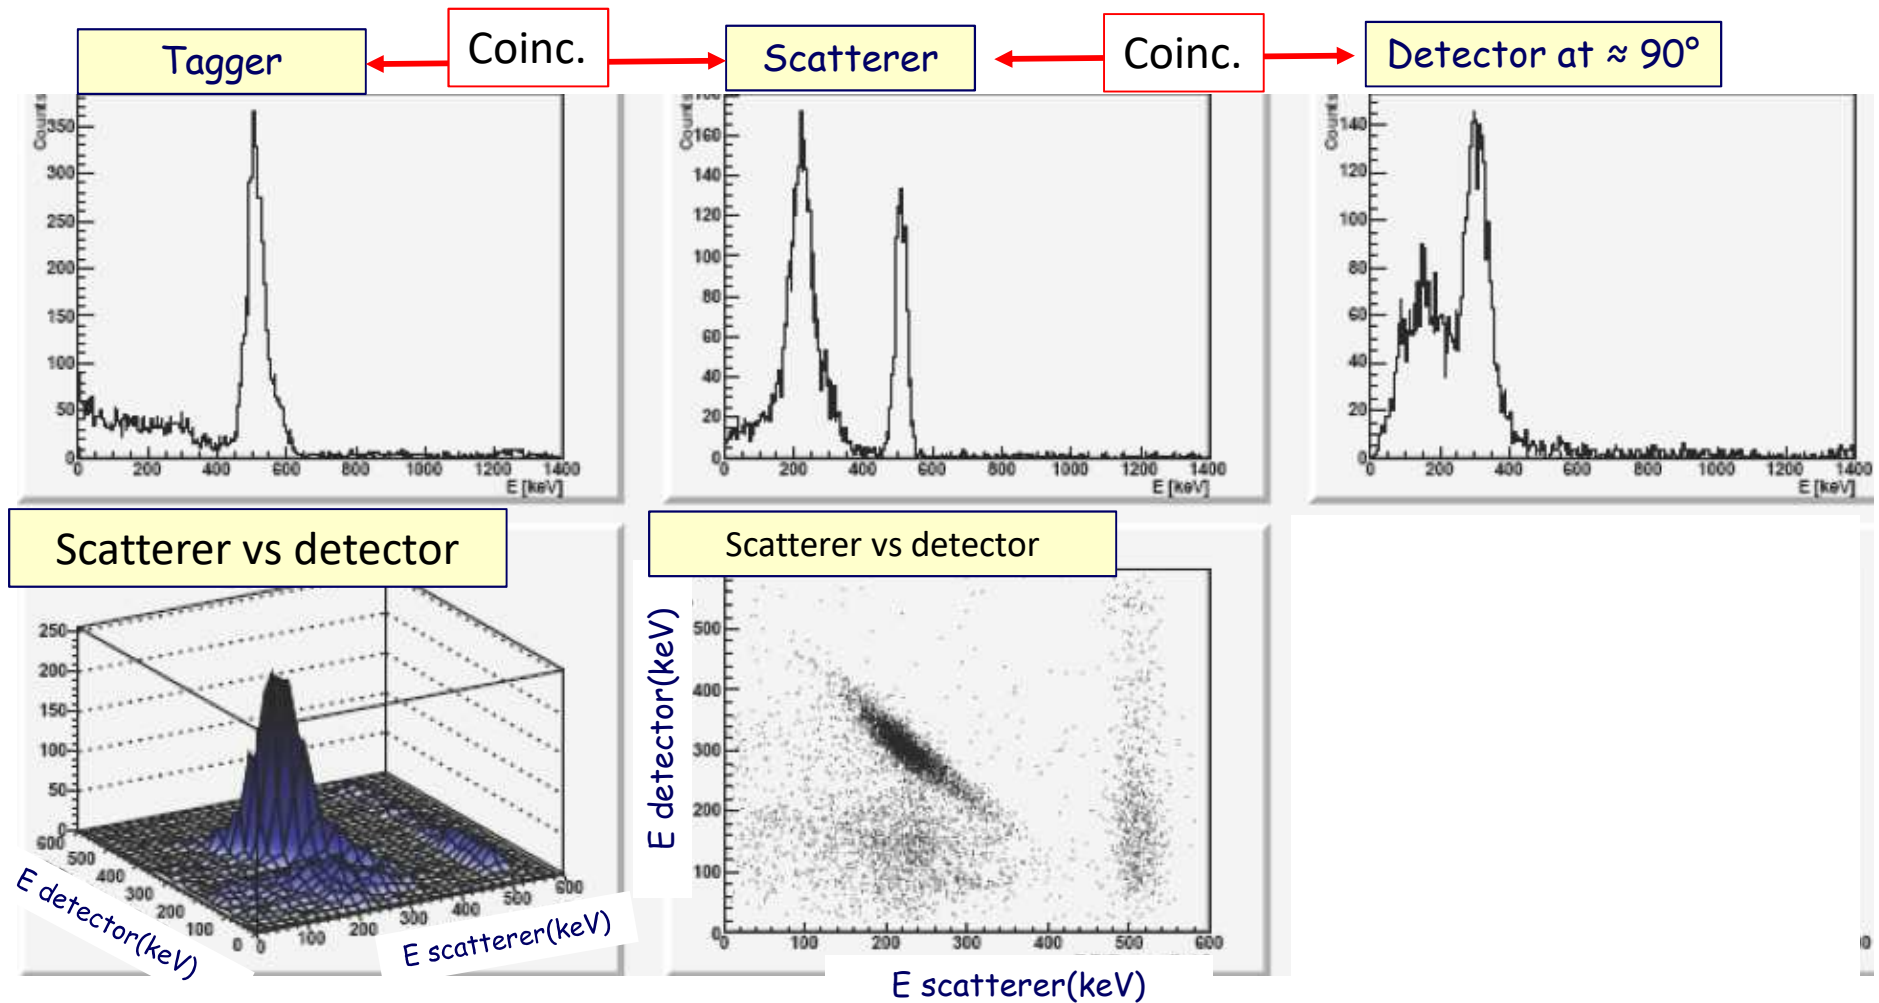 Tagger
Coinc.
Scatterer
Coinc.
Detector at ≈ 90°
Counts
350
300
250
200
150
100
50
0
0 200 400 600 800 1000 1200 1400
E [keV]
Counts
160
140
120
100
80
60
40
20
0
0 200 400 600 800 1000 1200 1400
E [keV]
Counts
140
120
100
80
60
40
20
0
0 200 400 600 800 1000 1200 1400
E [keV]
Scatterer vs detector
250
200
150
100
50
0
600 500 400 300 200 100 0
E detector(keV)
0 100 200 300 400 500 600
E scatterer(keV)
Scatterer vs detector
E detector(keV)
500
400
300
200
100
0
0 100 200 300 400 500 600
E scatterer(keV)